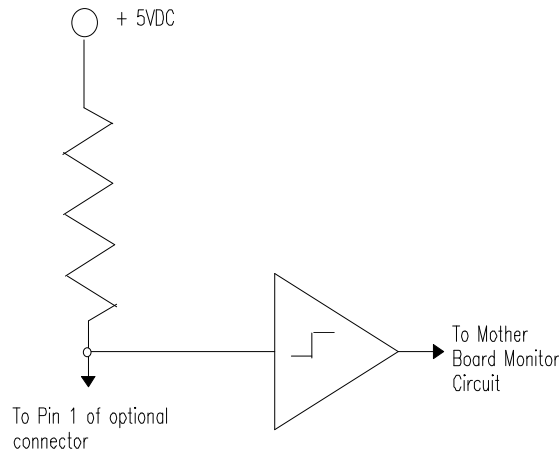 + 5VDC
To Mother
Board Monitor
Circuit
To Pin 1 of optional
connector